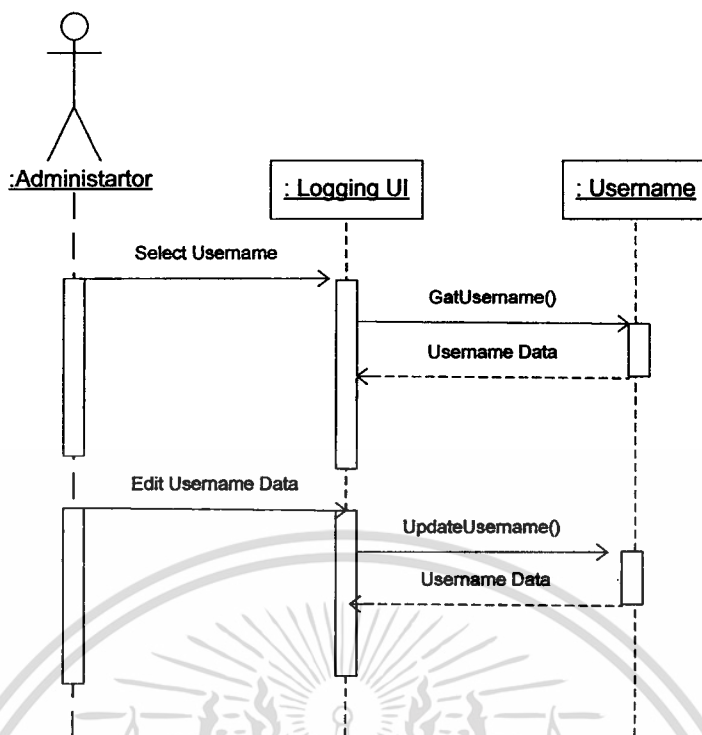 :Administartor
: Logging UI
: Username
Select Username
GatUsername()
Username Data
Edit Username Data
UpdateUsername()
Username Data